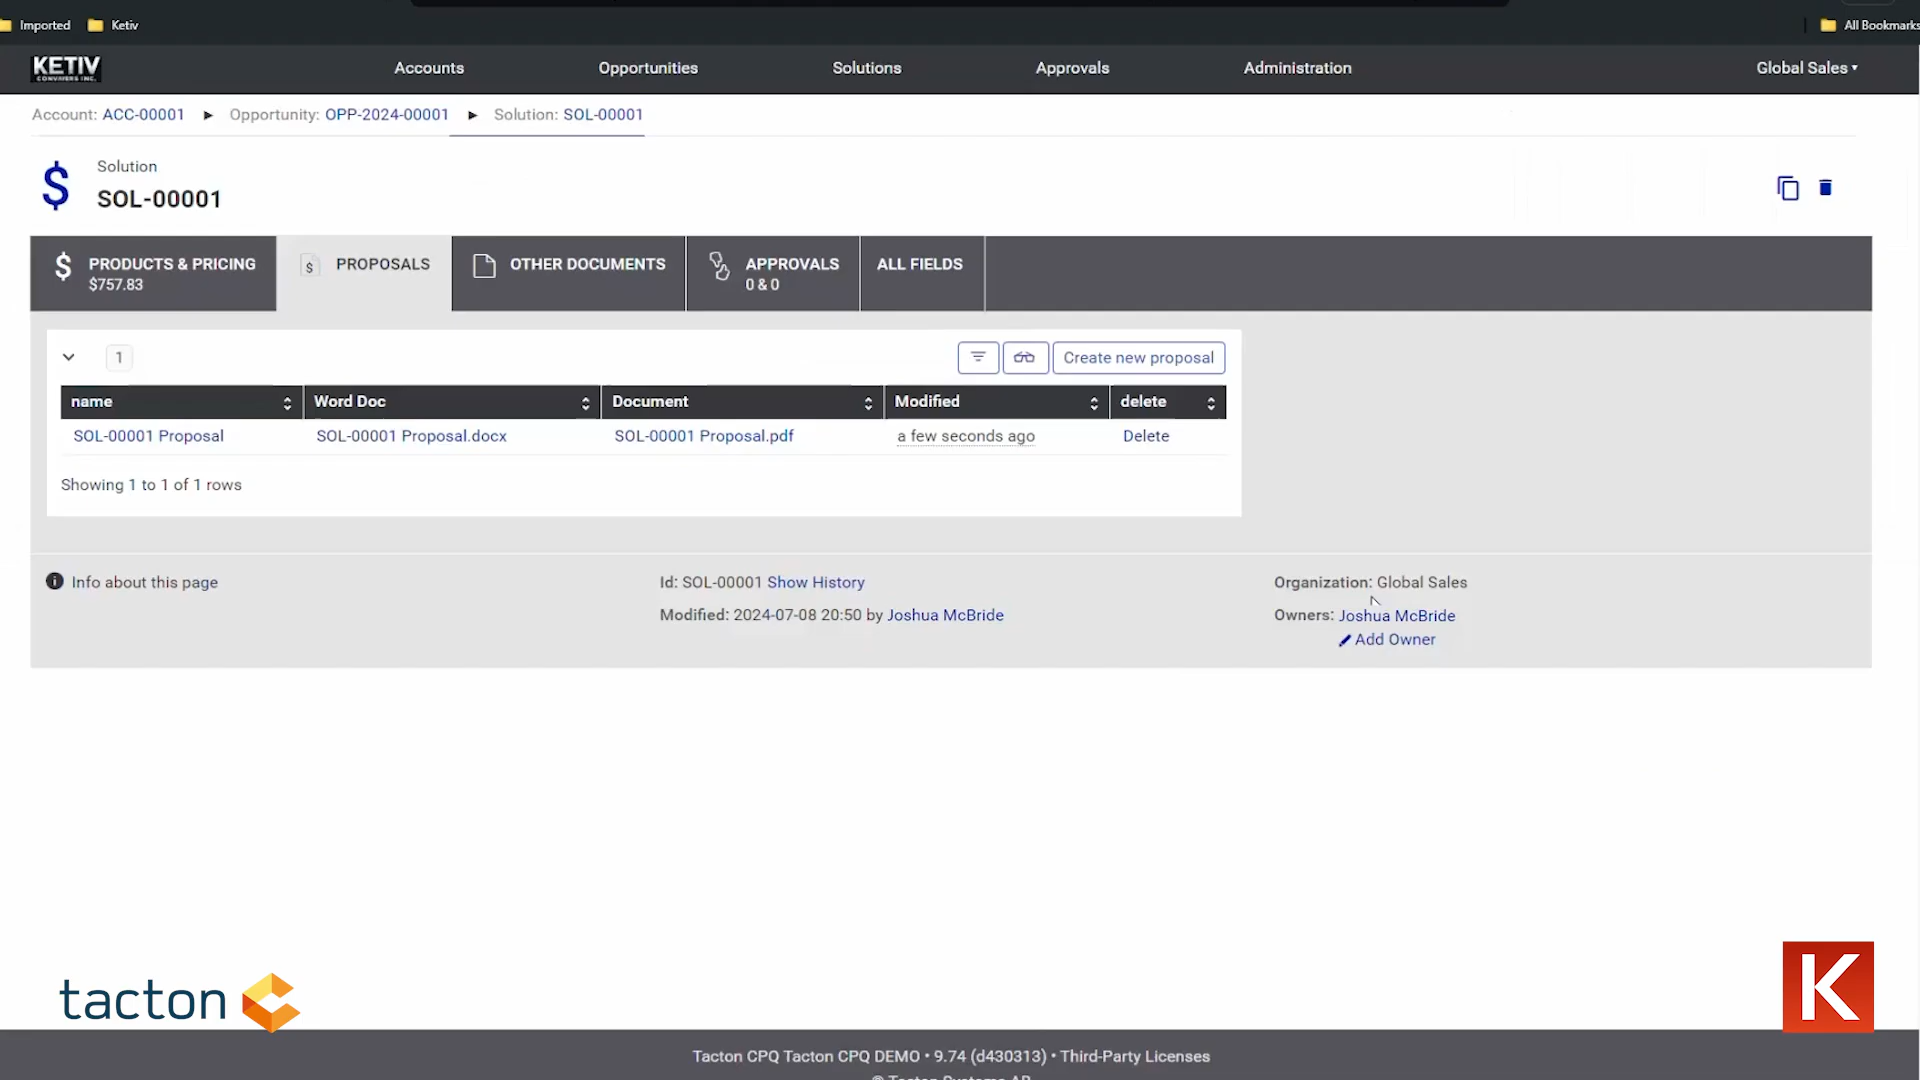 Imported Ketiv All Bookmarks
KETIV
CONVEYERS INC.
Accounts Opportunities Solutions Approvals Administration Global Sales
Account: ACC-00001 ► Opportunity: OPP-2024-00001 ► Solution: SOL-00001
Solution
SOL-00001
PRODUCTS & PRICING
$757.83
PROPOSALS
OTHER DOCUMENTS
APPROVALS
0 & 0
ALL FIELDS
1 Create new proposal
name Word Doc Document Modified delete
SOL-00001 Proposal SOL-00001 Proposal.docx SOL-00001 Proposal.pdf a few seconds ago Delete
Showing 1 to 1 of 1 rows
Info about this page
Id: SOL-00001 Show History
Modified: 2024-07-08 20:50 by Joshua McBride
Organization: Global Sales
Owners: Joshua McBride
Add Owner
tacton
K
Tacton CPQ Tacton CPQ DEMO • 9.74 (d430313) • Third-Party Licenses
© Tacton Systems AB